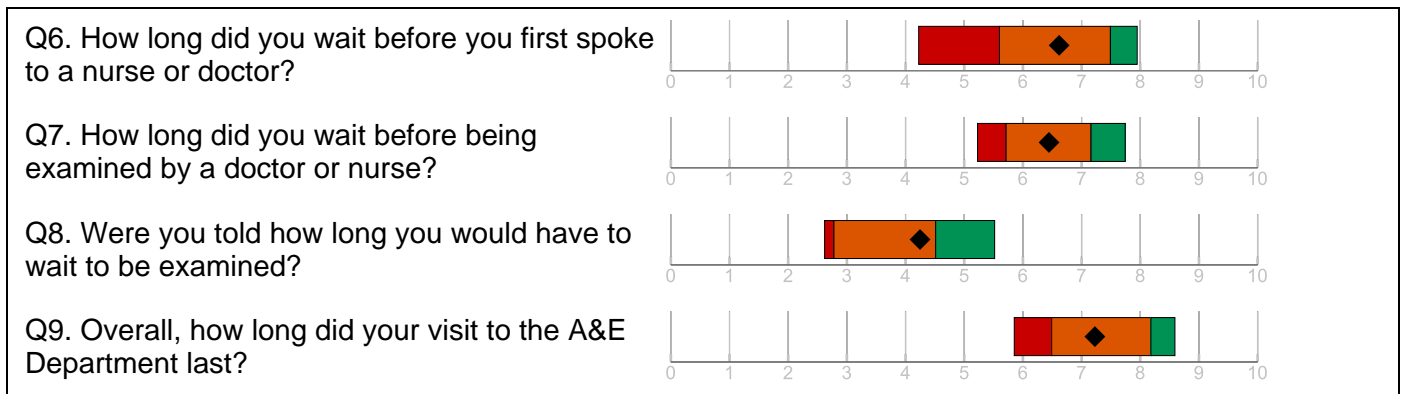 Q6. How long did you wait before you first spoke
to a nurse or doctor?
0 1 2 3 4 5 6 7 8 9 10
Q7. How long did you wait before being
examined by a doctor or nurse?
0 1 2 3 4 5 6 7 8 9 10
Q8. Were you told how long you would have to
wait to be examined?
0 1 2 3 4 5 6 7 8 9 10
Q9. Overall, how long did your visit to the A&E
Department last?
0 1 2 3 4 5 6 7 8 9 10